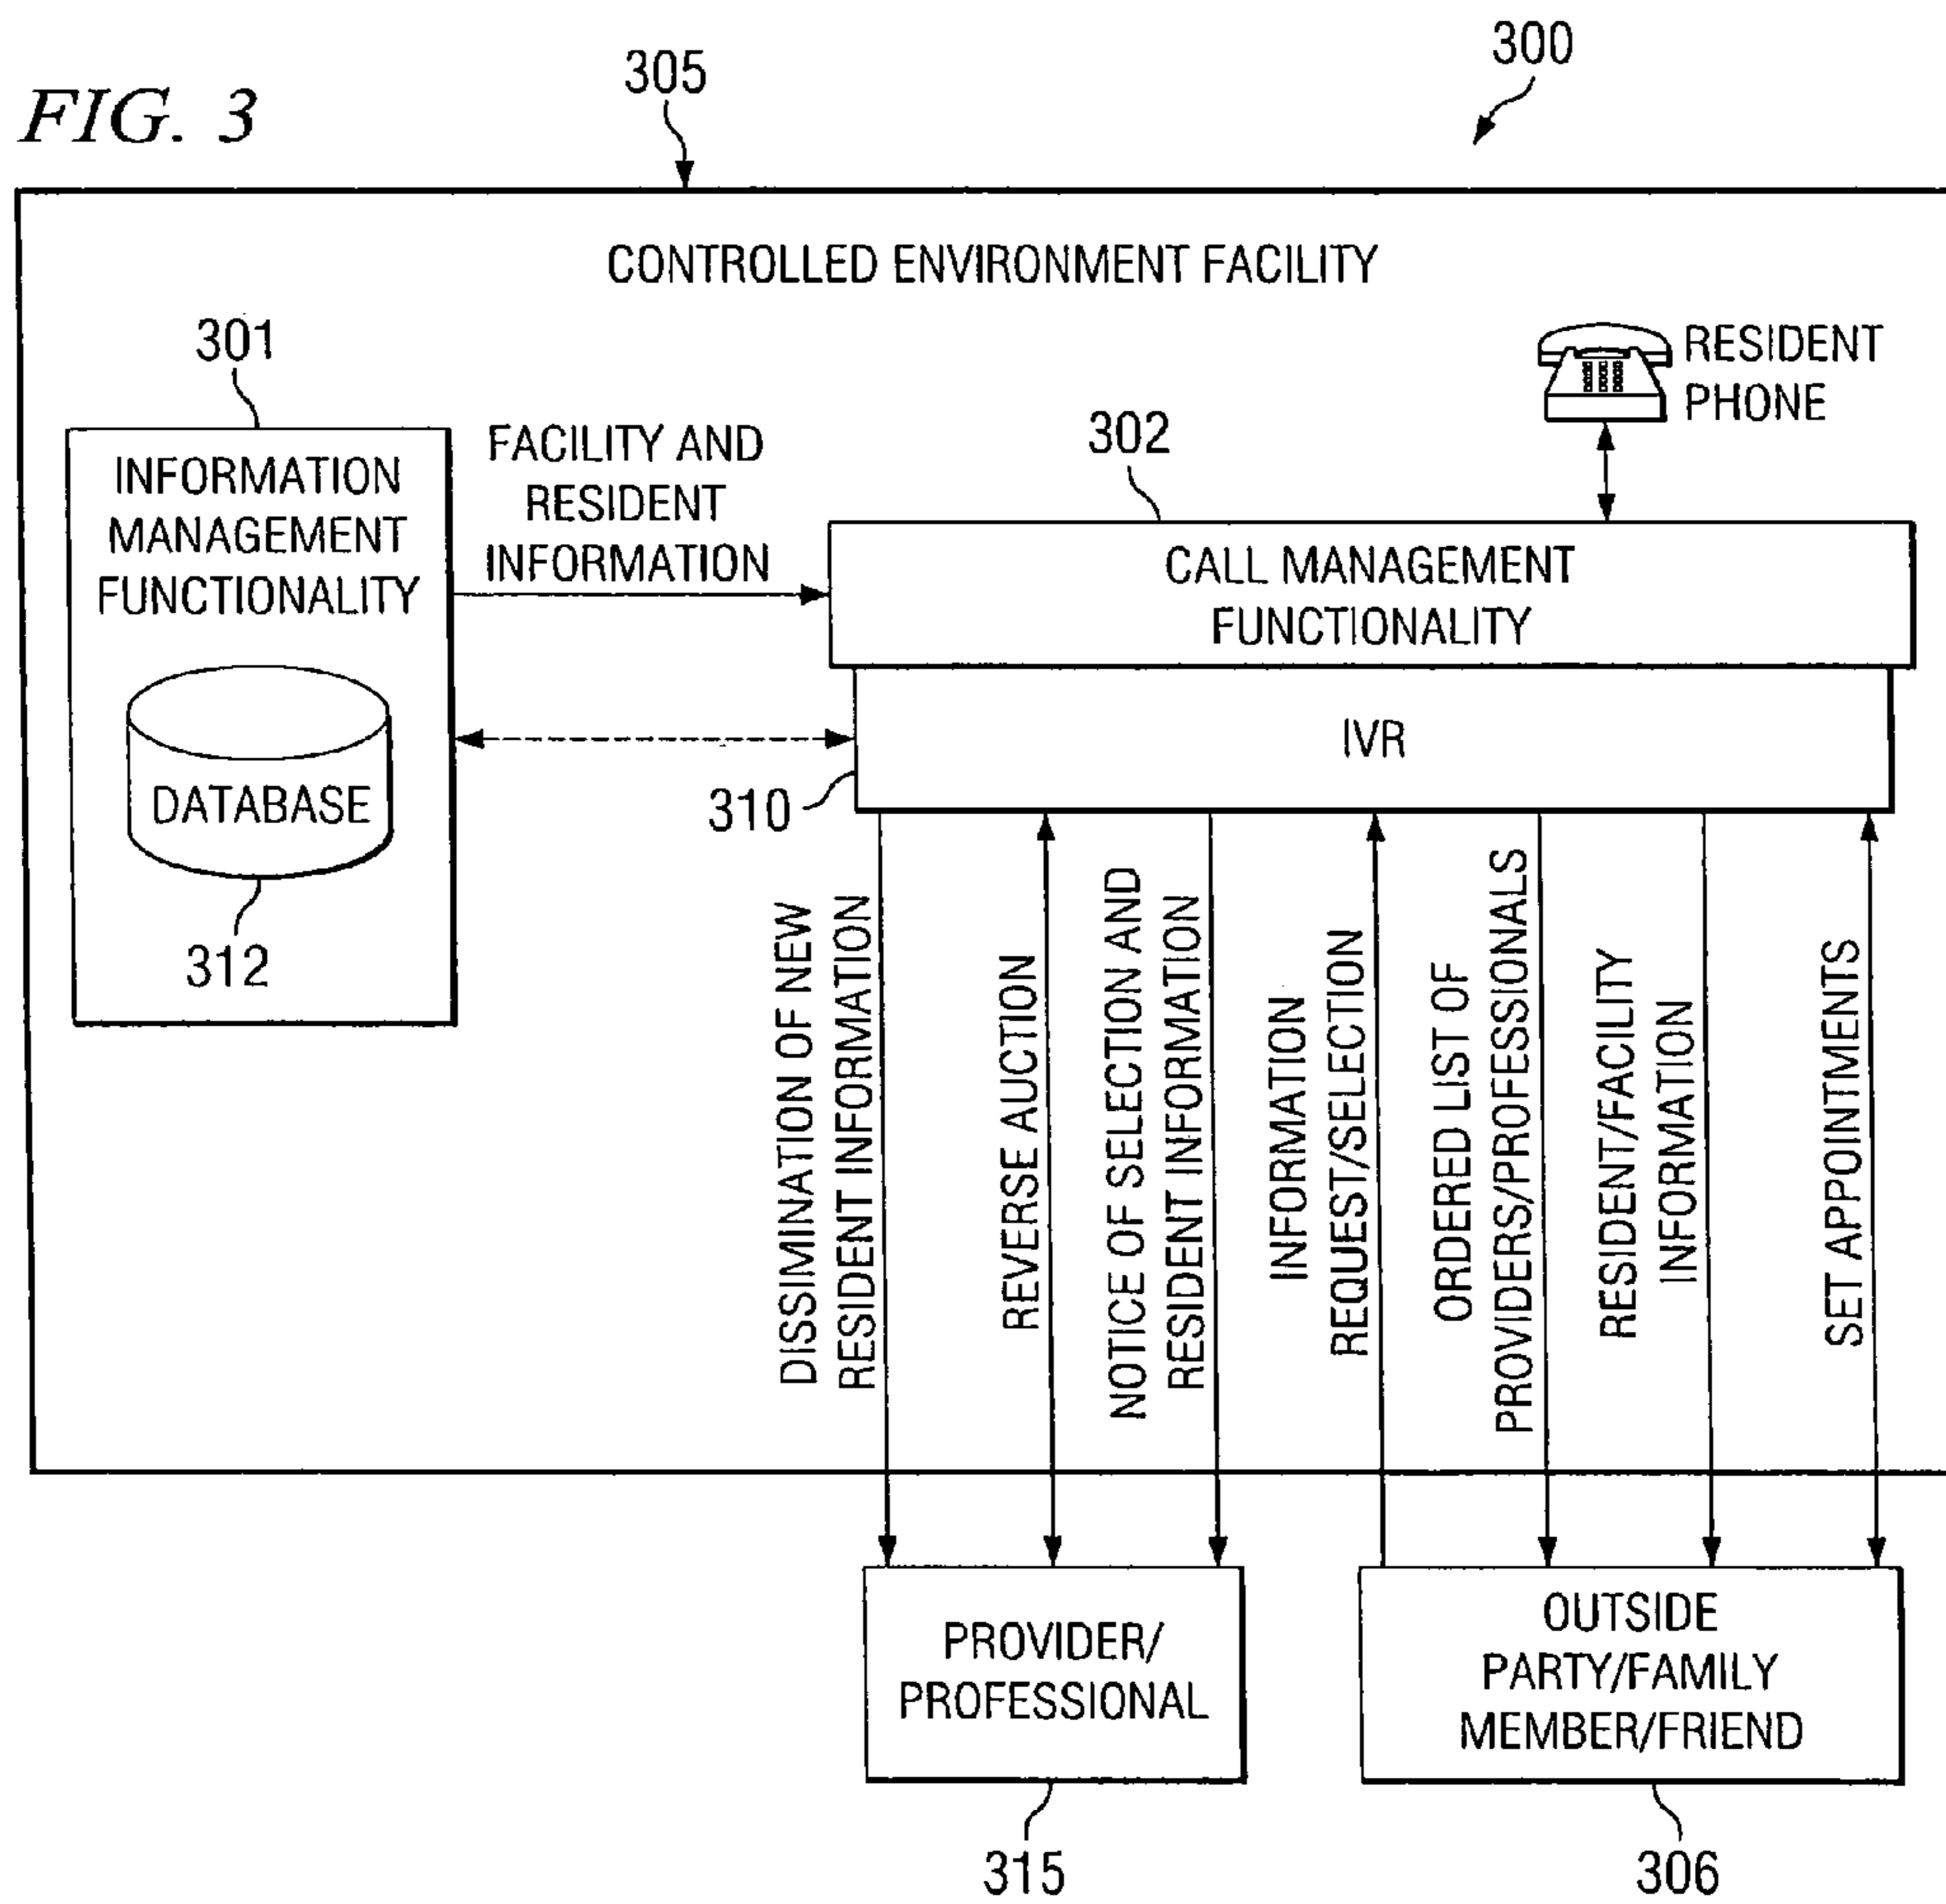 FIG. 3
305
300
CONTROLLED ENVIRONMENT FACILITY
301
INFORMATION
MANAGEMENT
FUNCTIONALITY
DATABASE
312
FACILITY AND
RESIDENT
INFORMATION
302
RESIDENT
PHONE
CALL MANAGEMENT
FUNCTIONALITY
IVR
310
DISSIMINATION OF NEW
RESIDENT INFORMATION
REVERSE AUCTION
NOTICE OF SELECTION AND
RESIDENT INFORMATION
INFORMATION
REQUEST/SELECTION
ORDERED LIST OF
PROVIDERS/PROFESSIONALS
RESIDENT/FACILITY
INFORMATION
SET APPOINTMENTS
PROVIDER/
PROFESSIONAL
315
OUTSIDE
PARTY/FAMILY
MEMBER/FRIEND
306